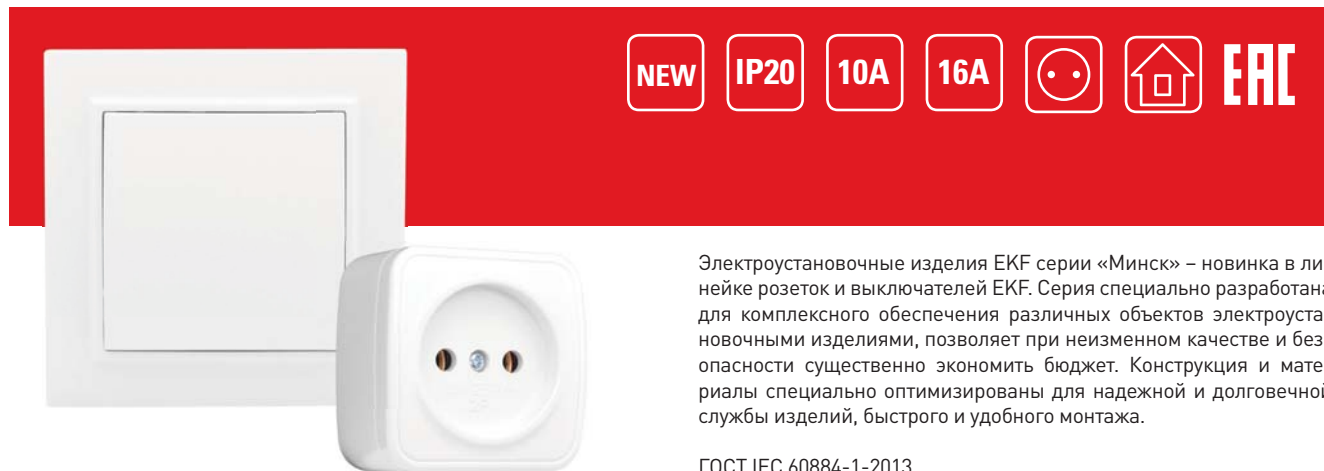 NEW IP20 10A 16A EAC
Электроустановочные изделия EKF серии «Минск» – новинка в ли
нейке розеток и выключателей EKF. Серия специально разработана
для комплексного обеспечения различных объектов электроуста
новочными изделиями, позволяет при неизменном качестве и без
опасности существенно экономить бюджет. Конструкция и мате
риалы специально оптимизированы для надежной и долговечной
службы изделий, быстрого и удобного монтажа.
ГОСТ IEC 60884-1-2013